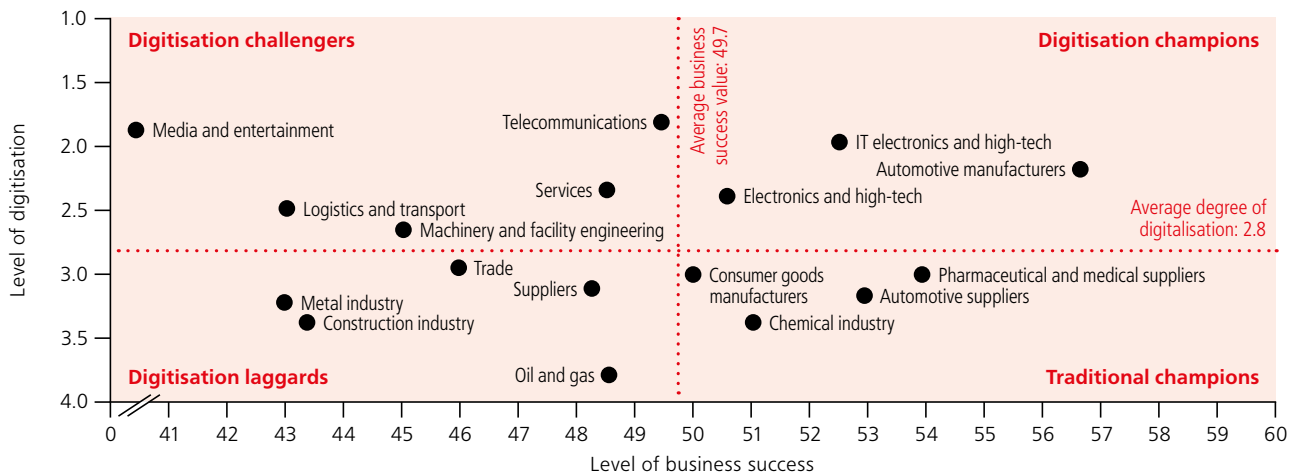 1.0
1.5
2.0
2.5
3.0
3.5
4.0
Level of digitisation
Digitisation challengers
Digitisation champions
Average business
success value: 49.7
Media and entertainment
Telecommunications
IT electronics and high-tech
Automotive manufacturers
Services
Electronics and high-tech
Logistics and transport
Machinery and facility engineering
Average degree of
digitalisation: 2.8
Trade
Suppliers
Consumer goods
manufacturers
Pharmaceutical and medical suppliers
Automotive suppliers
Metal industry
Construction industry
Chemical industry
Oil and gas
Digitisation laggards
Traditional champions
0 41 42 43 44 45 46 47 48 49 50 51 52 53 54 55 56 57 58 59 60
Level of business success